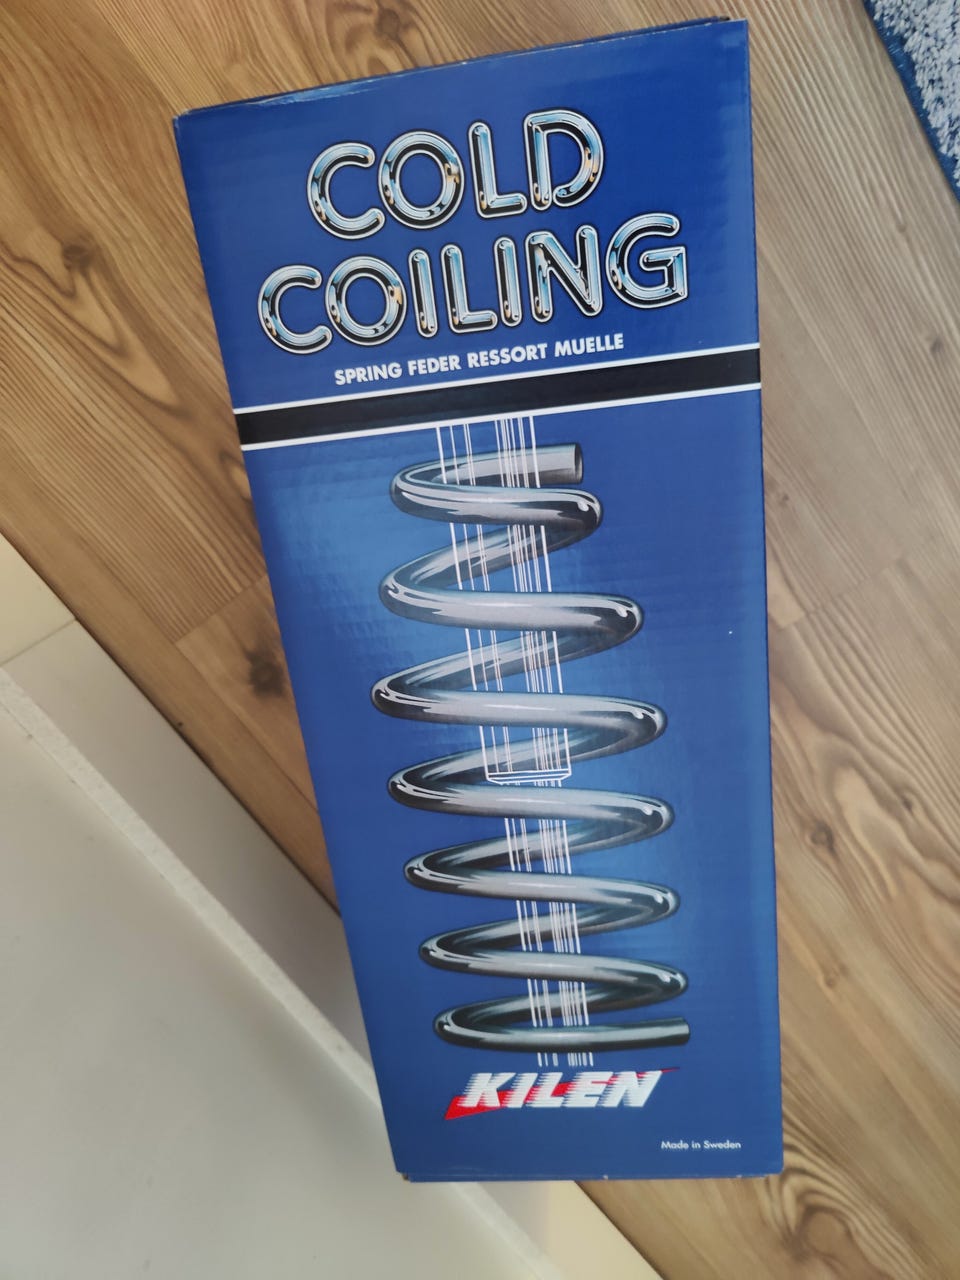 COLD
COILING
SPRING FEDER RESSORT MUELLE
KILEN
Made in Sweden